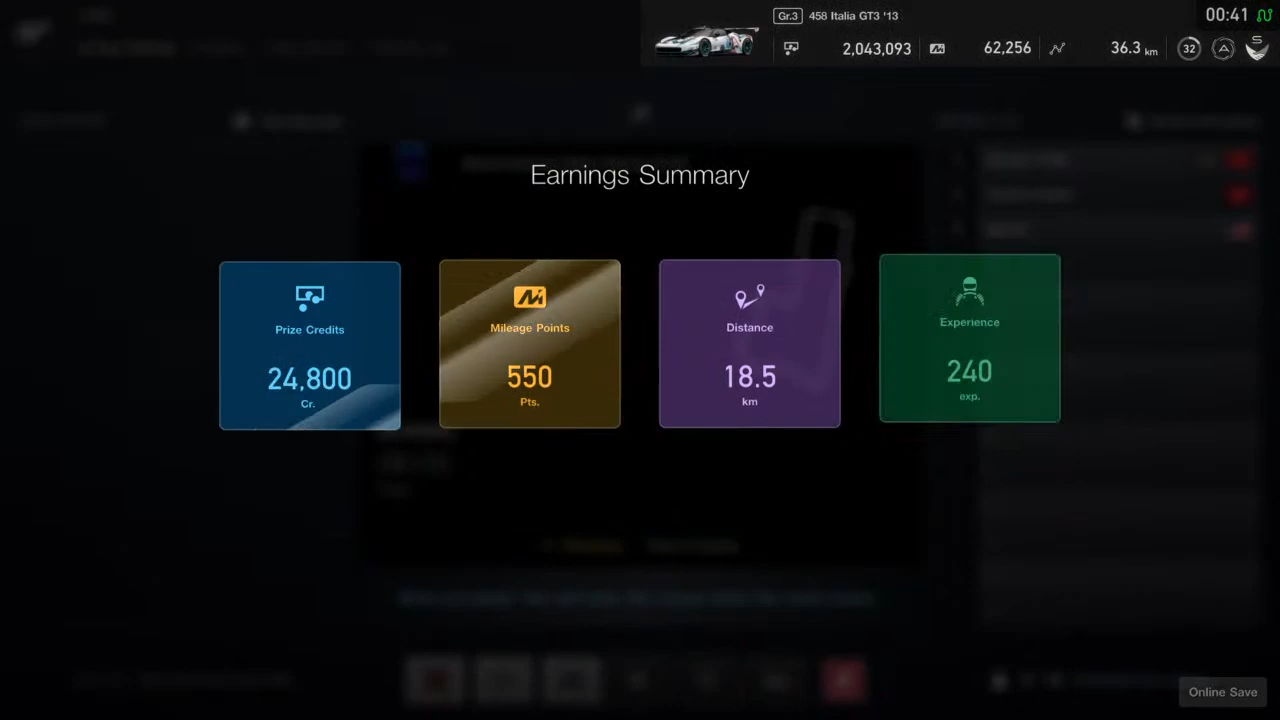 Gr.3 458 Italia GT3 '13
00:41
2,043,093 62,256 36.3 km 32 A S
Earnings Summary
Prize Credits
24,800
Cr.
Mileage Points
550
Pts.
Distance
18.5
km
Experience
240
exp.
Online Save